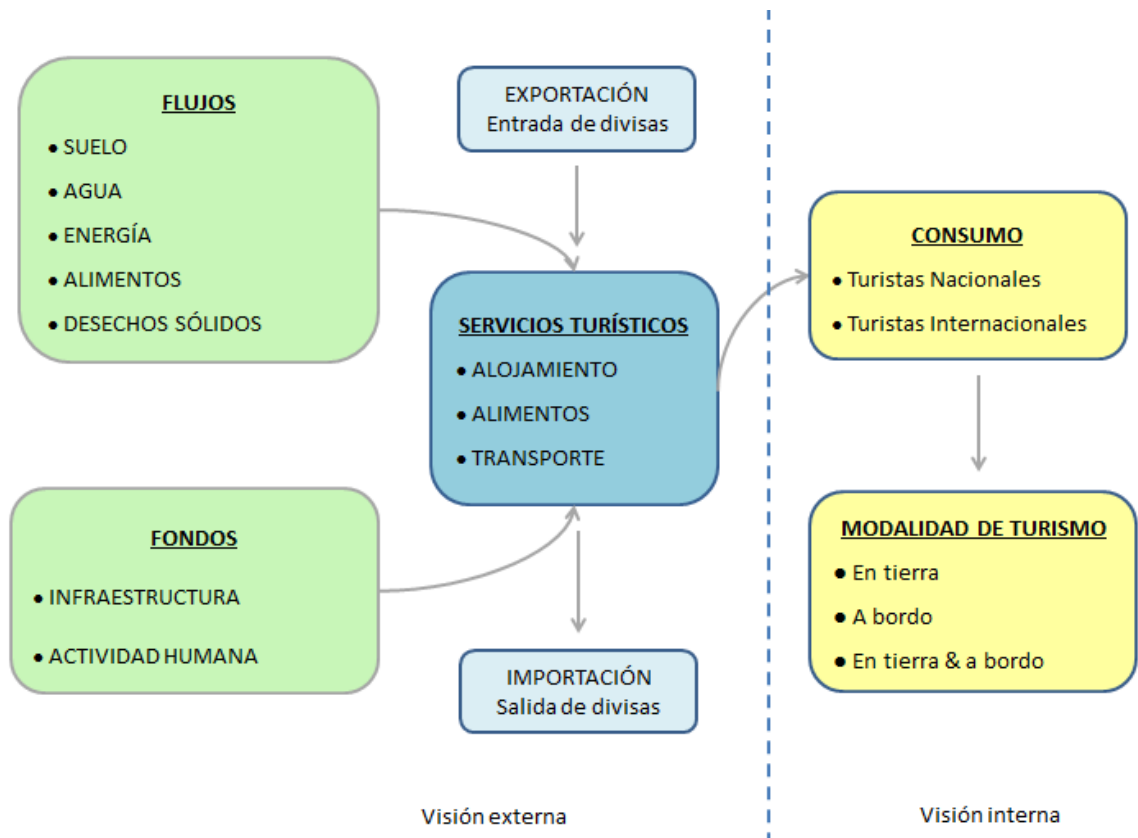 FLUJOS
• SUELO
• AGUA
• ENERGÍA
• ALIMENTOS
• DESECHOS SÓLIDOS
FONDOS
• INFRAESTRUCTURA
• ACTIVIDAD HUMANA
EXPORTACIÓN
Entrada de divisas
SERVICIOS TURÍSTICOS
• ALOJAMIENTO
• ALIMENTOS
• TRANSPORTE
IMPORTACIÓN
Salida de divisas
Visión externa
CONSUMO
• Turistas Nacionales
• Turistas Internacionales
MODALIDAD DE TURISMO
• En tierra
• A bordo
• En tierra & a bordo
Visión interna